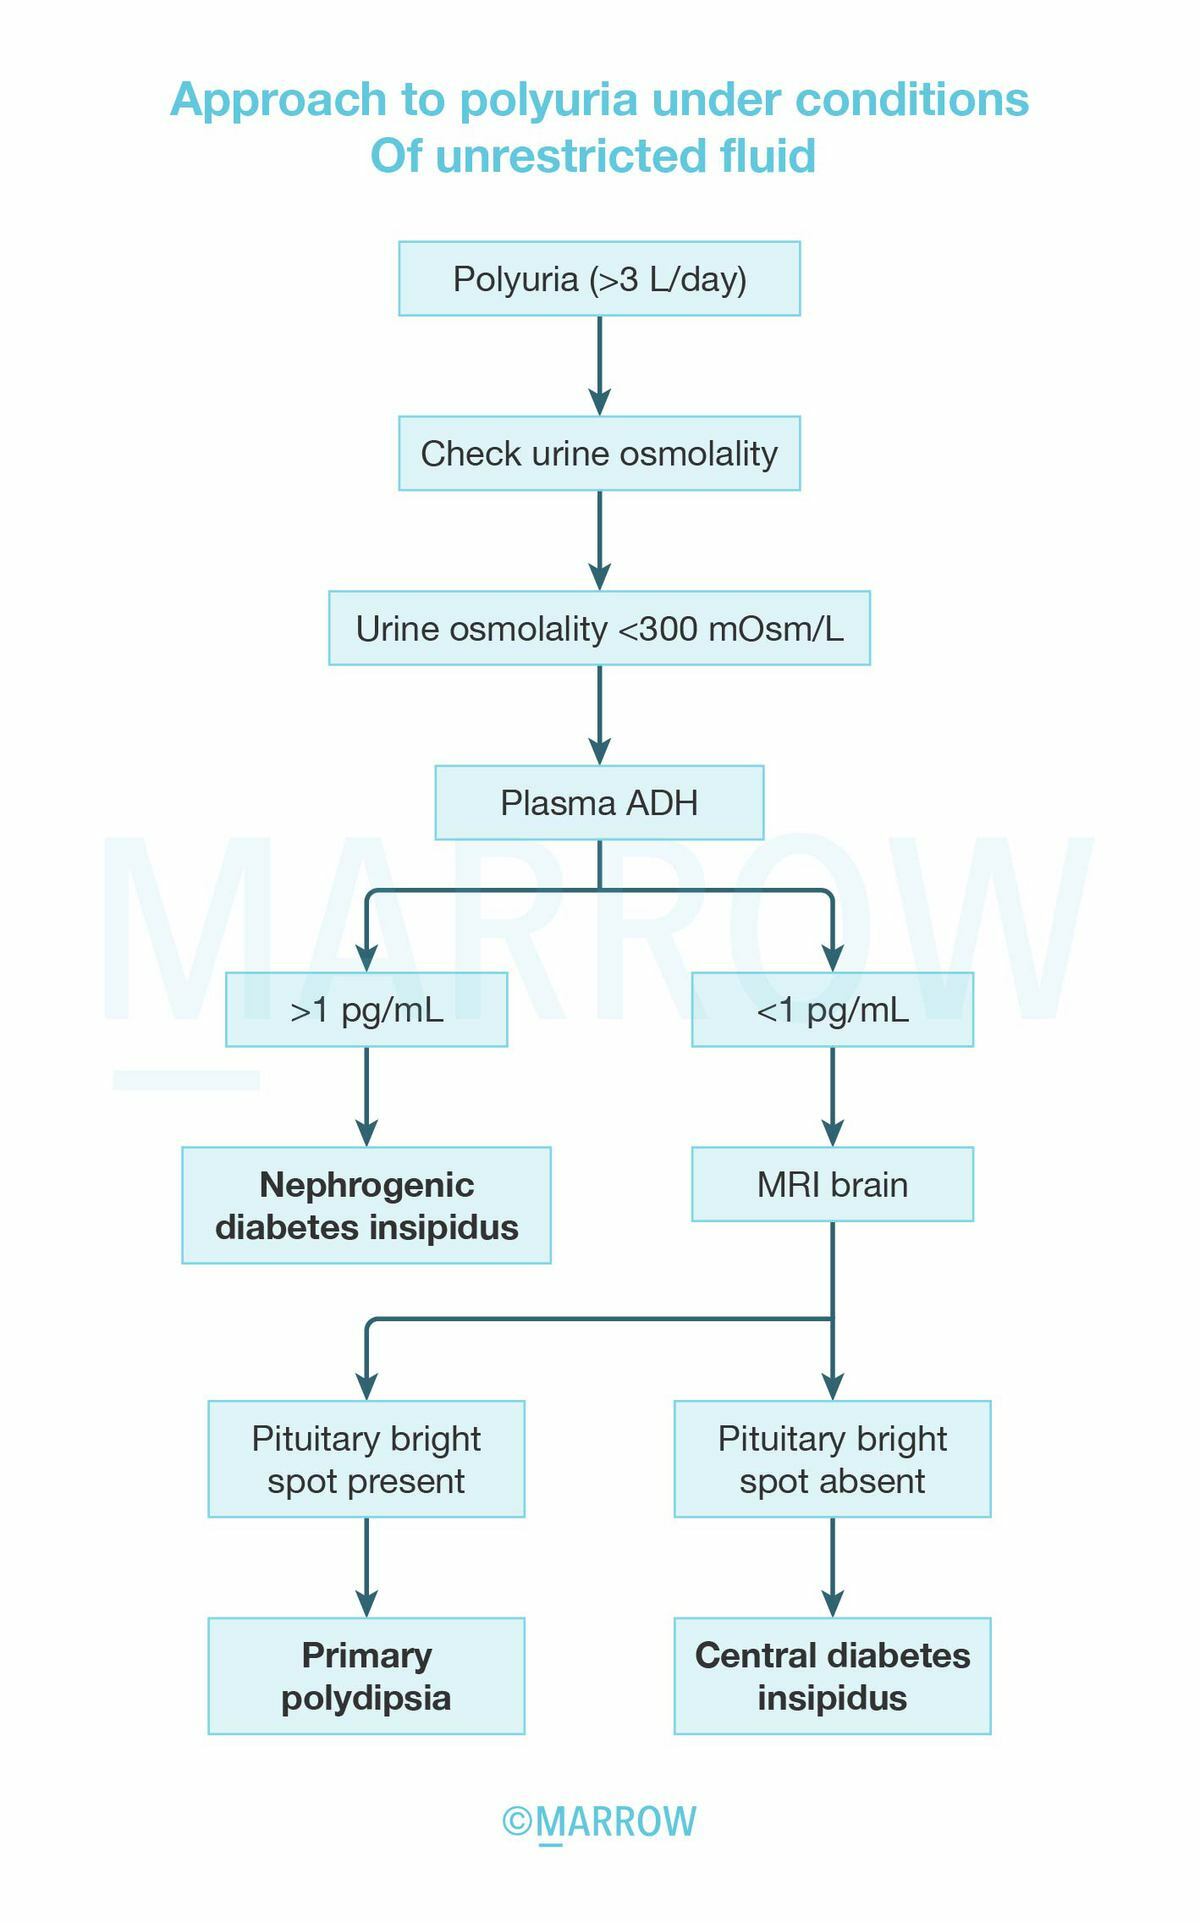 Approach to polyuria under conditions
Of unrestricted fluid
Polyuria (>3 L/day)
Check urine osmolality
Urine osmolality <300 mOsm/L
Plasma ADH
MARROW
>1 pg/mL
<1 pg/mL
Nephrogenic
diabetes insipidus
MRI brain
Pituitary bright
spot present
Pituitary bright
spot absent
Primary
polydipsia
Central diabetes
insipidus
©MARROW